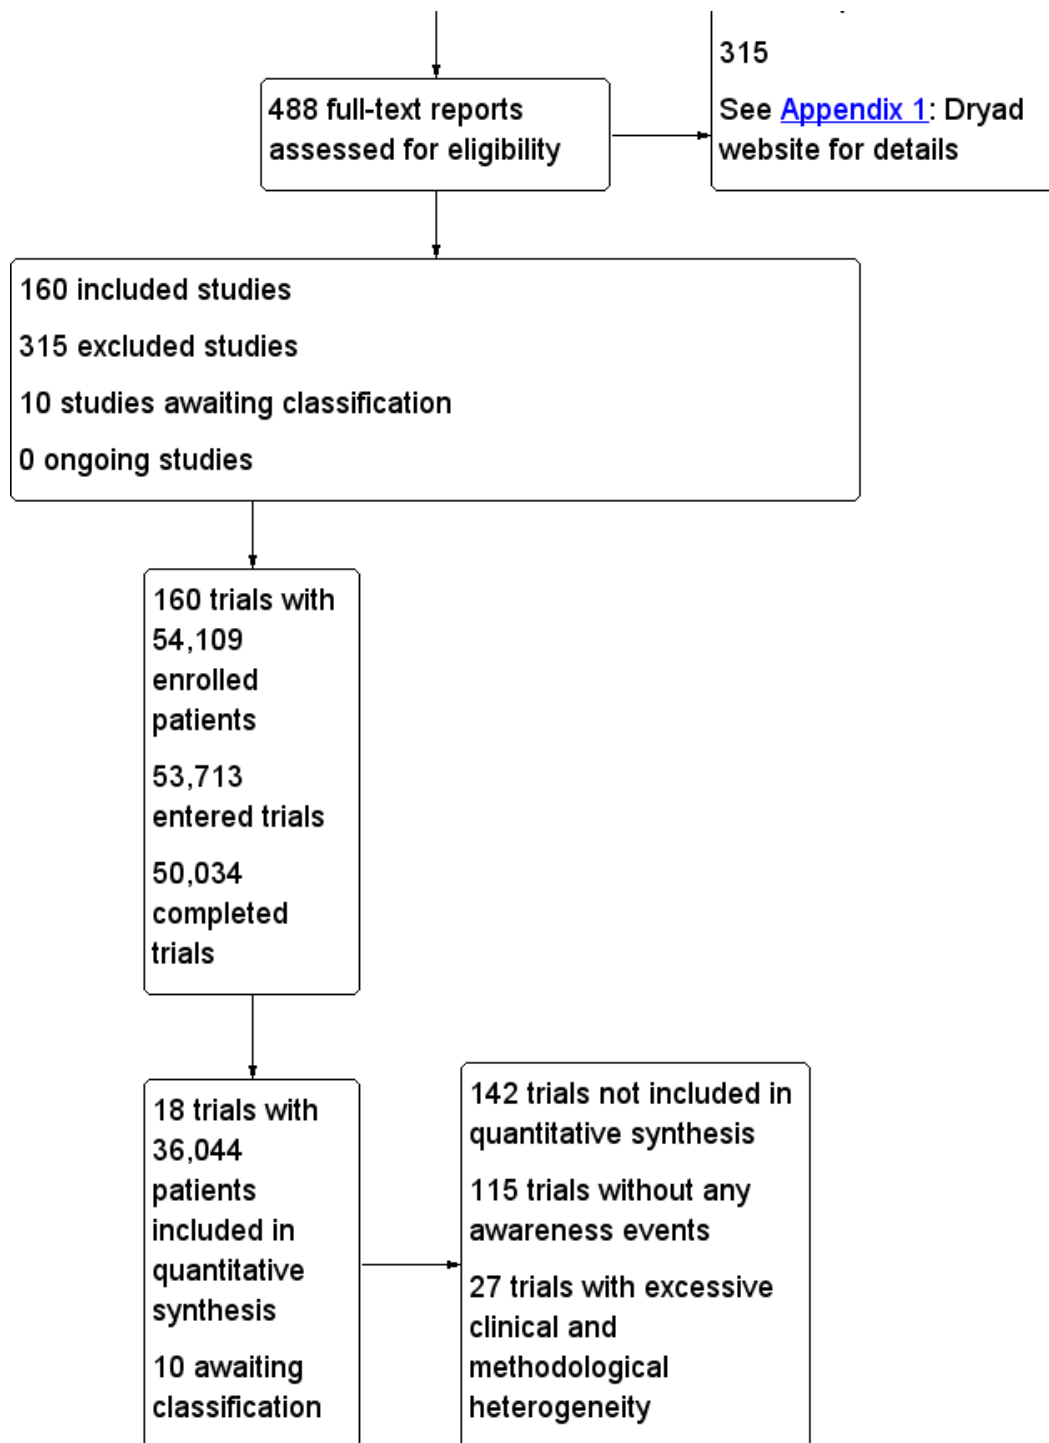 488 full-text reports
assessed for eligibility
315
See Appendix 1: Dryad
website for details
160 included studies
315 excluded studies
10 studies awaiting classification
0 ongoing studies
160 trials with
54,109
enrolled
patients
53,713
entered trials
50,034
completed
trials
18 trials with
36,044
patients
included in
quantitative
synthesis
10 awaiting
classification
142 trials not included in
quantitative synthesis
115 trials without any
awareness events
27 trials with excessive
clinical and
methodological
heterogeneity